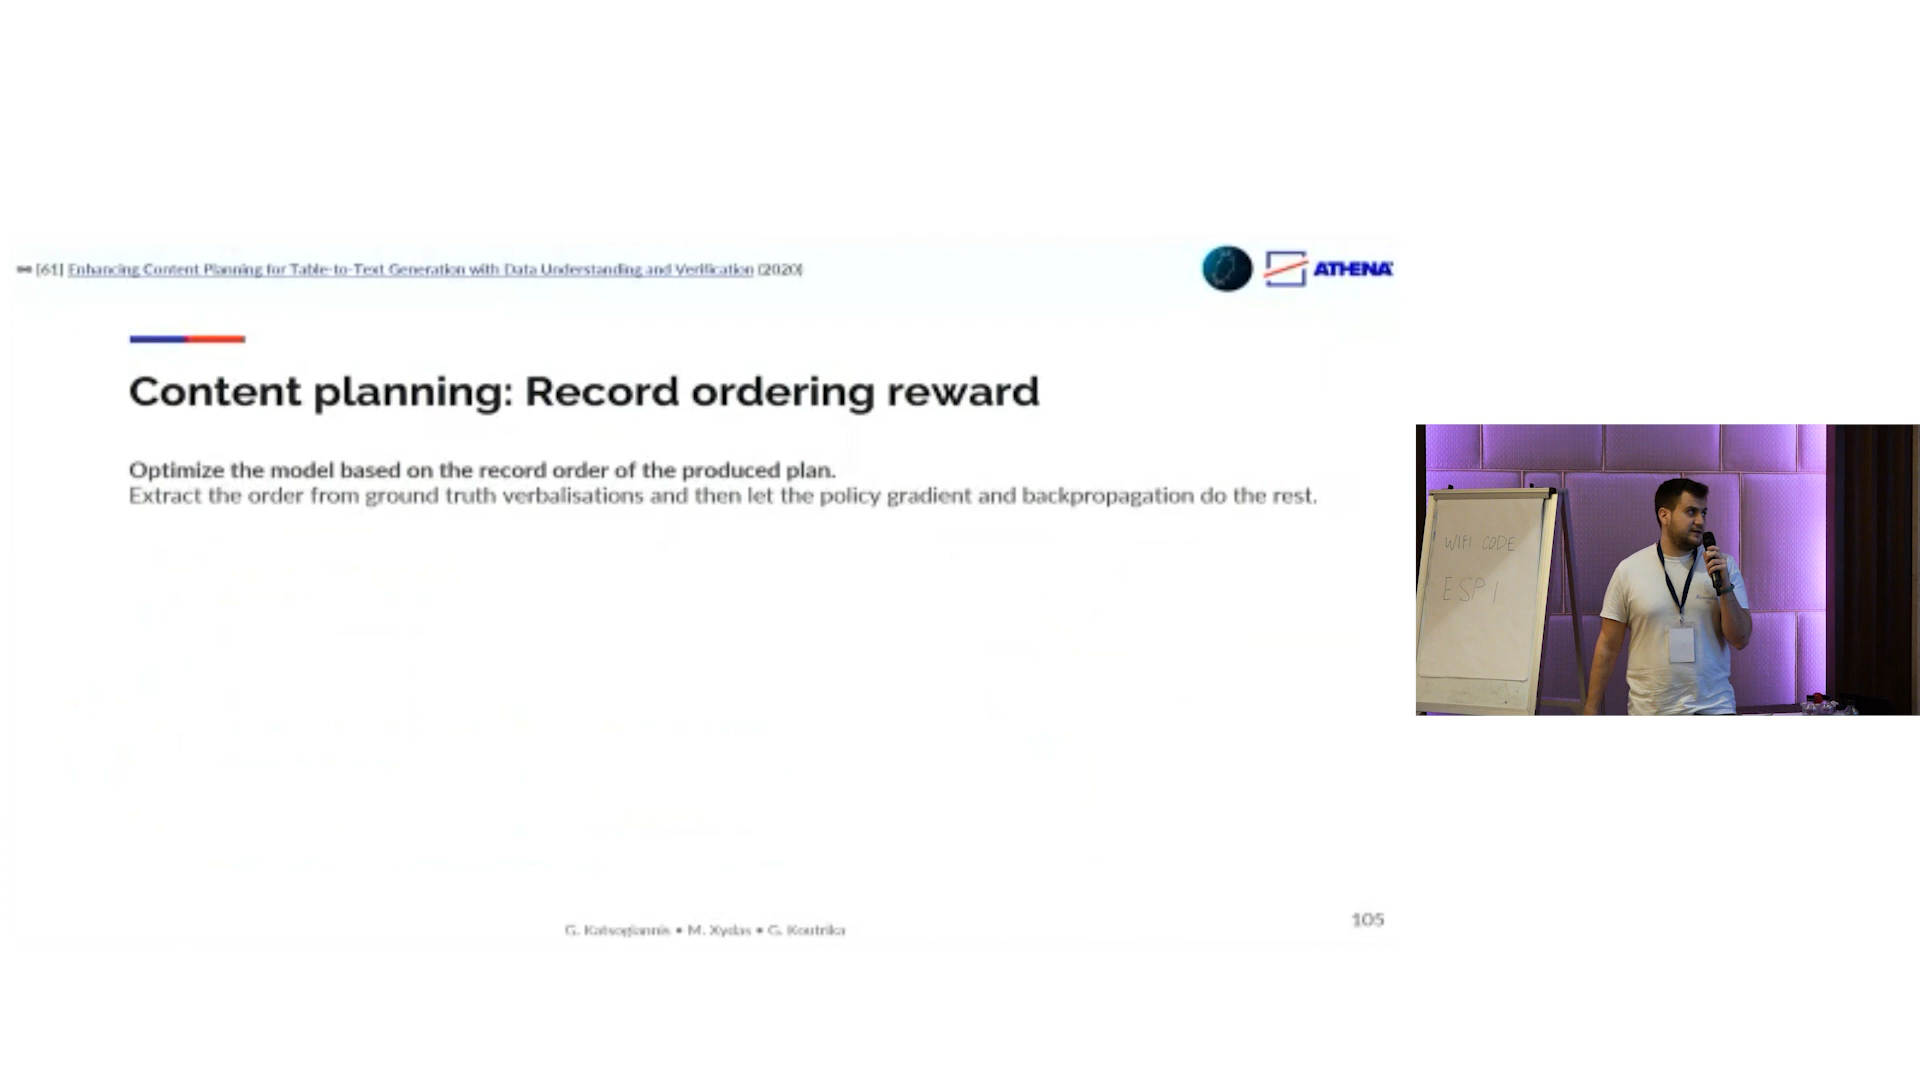 [61] Enhancing Content Planning for Table-to-Text Generation with Data Understanding and Verification (2020)
ATHENA
Content planning: Record ordering reward
Optimize the model based on the record order of the produced plan.
Extract the order from ground truth verbalisations and then let the policy gradient and backpropagation do the rest.
WIFI CODE
ESP1
G. Katsogiannis • M. Xydas • G. Koutrika
105